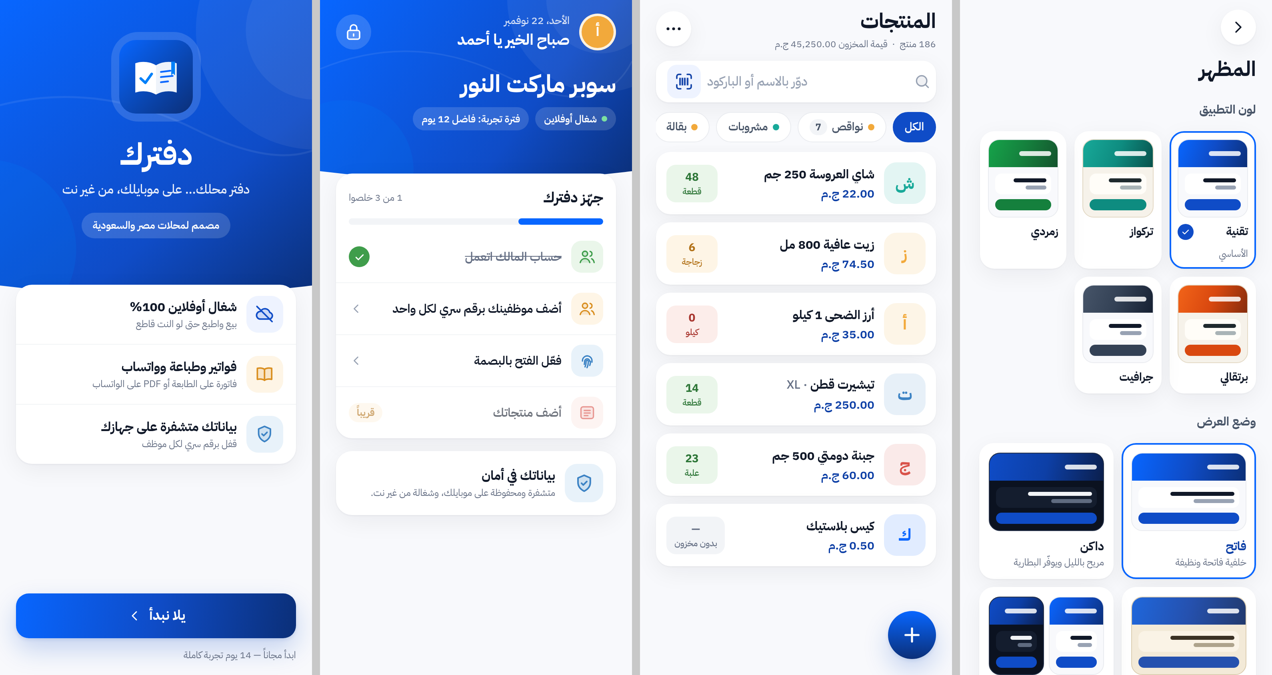 دفترك
دفتر محلك... على موبايلك، من غير نت
مصمم لمحلات مصر والسعودية
شغال أوفلاين 100%
بيع واطبع حتى لو النت قاطع
فواتير وطباعة وواتساب
فاتورة على الطابعة أو PDF على الواتساب
بياناتك متشفرة على جهازك
قفل برقم سري لكل موظف
يلا نبدأ
ابدأ مجاناً — 14 يوم تجربة كاملة
أ
الأحد، 22 نوفمبر
صباح الخير يا أحمد
سوبر ماركت النور
شغال أوفلاين
فترة تجربة: فاضل 12 يوم
جهّز دفترك
1 من 3 خلصوا
حساب المالك اتعمل
أضف موظفينك برقم سري لكل واحد
فعّل الفتح بالبصمة
أضف منتجاتك
قريباً
بياناتك في أمان
متشفرة ومحفوظة على موبايلك، وشغالة من غير نت.
المنتجات
186 منتج · قيمة المخزون 45,250.00 ج.م
دوّر بالاسم أو الباركود
الكل
نواقص 7
مشروبات
بقالة
ش
شاي العروسة 250 جم
22.00 ج.م
48
قطعة
ز
زيت عافية 800 مل
74.50 ج.م
6
زجاجة
أ
أرز الضحى 1 كيلو
35.00 ج.م
0
كيلو
ت
تيشيرت قطن · XL
250.00 ج.م
14
قطعة
ج
جبنة دومتي 500 جم
60.00 ج.م
23
علبة
ك
كيس بلاستيك
0.50 ج.م
—
بدون مخزون
المظهر
لون التطبيق
تقنية
الأساسي
تركواز
زمردي
برتقالي
جرافيت
وضع العرض
فاتح
خلفية فاتحة ونظيفة
داكن
مريح بالليل ويوفّر البطارية